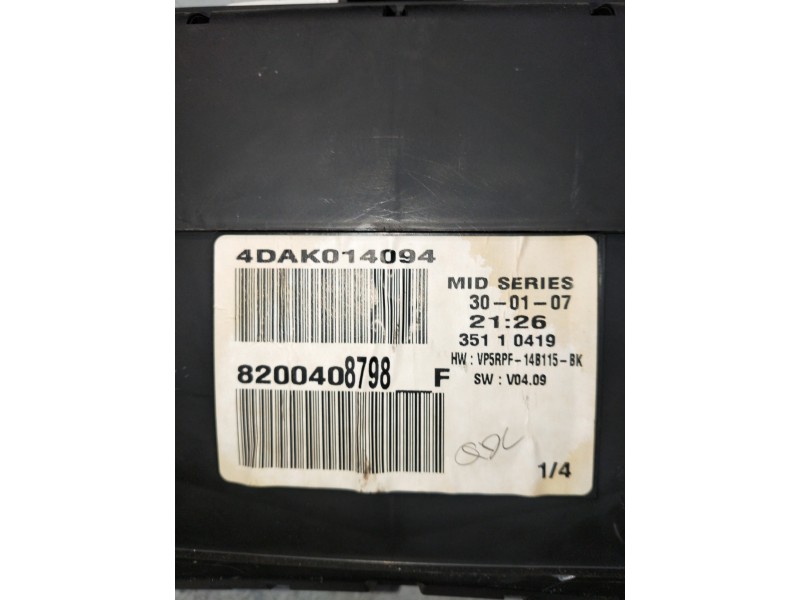 4DAK014094
MID SERIES
30-01-07
21:26
351 1 0419
HW : VP5RPF-14B115-BK
8200408798__F
SW : V04.09
1/4